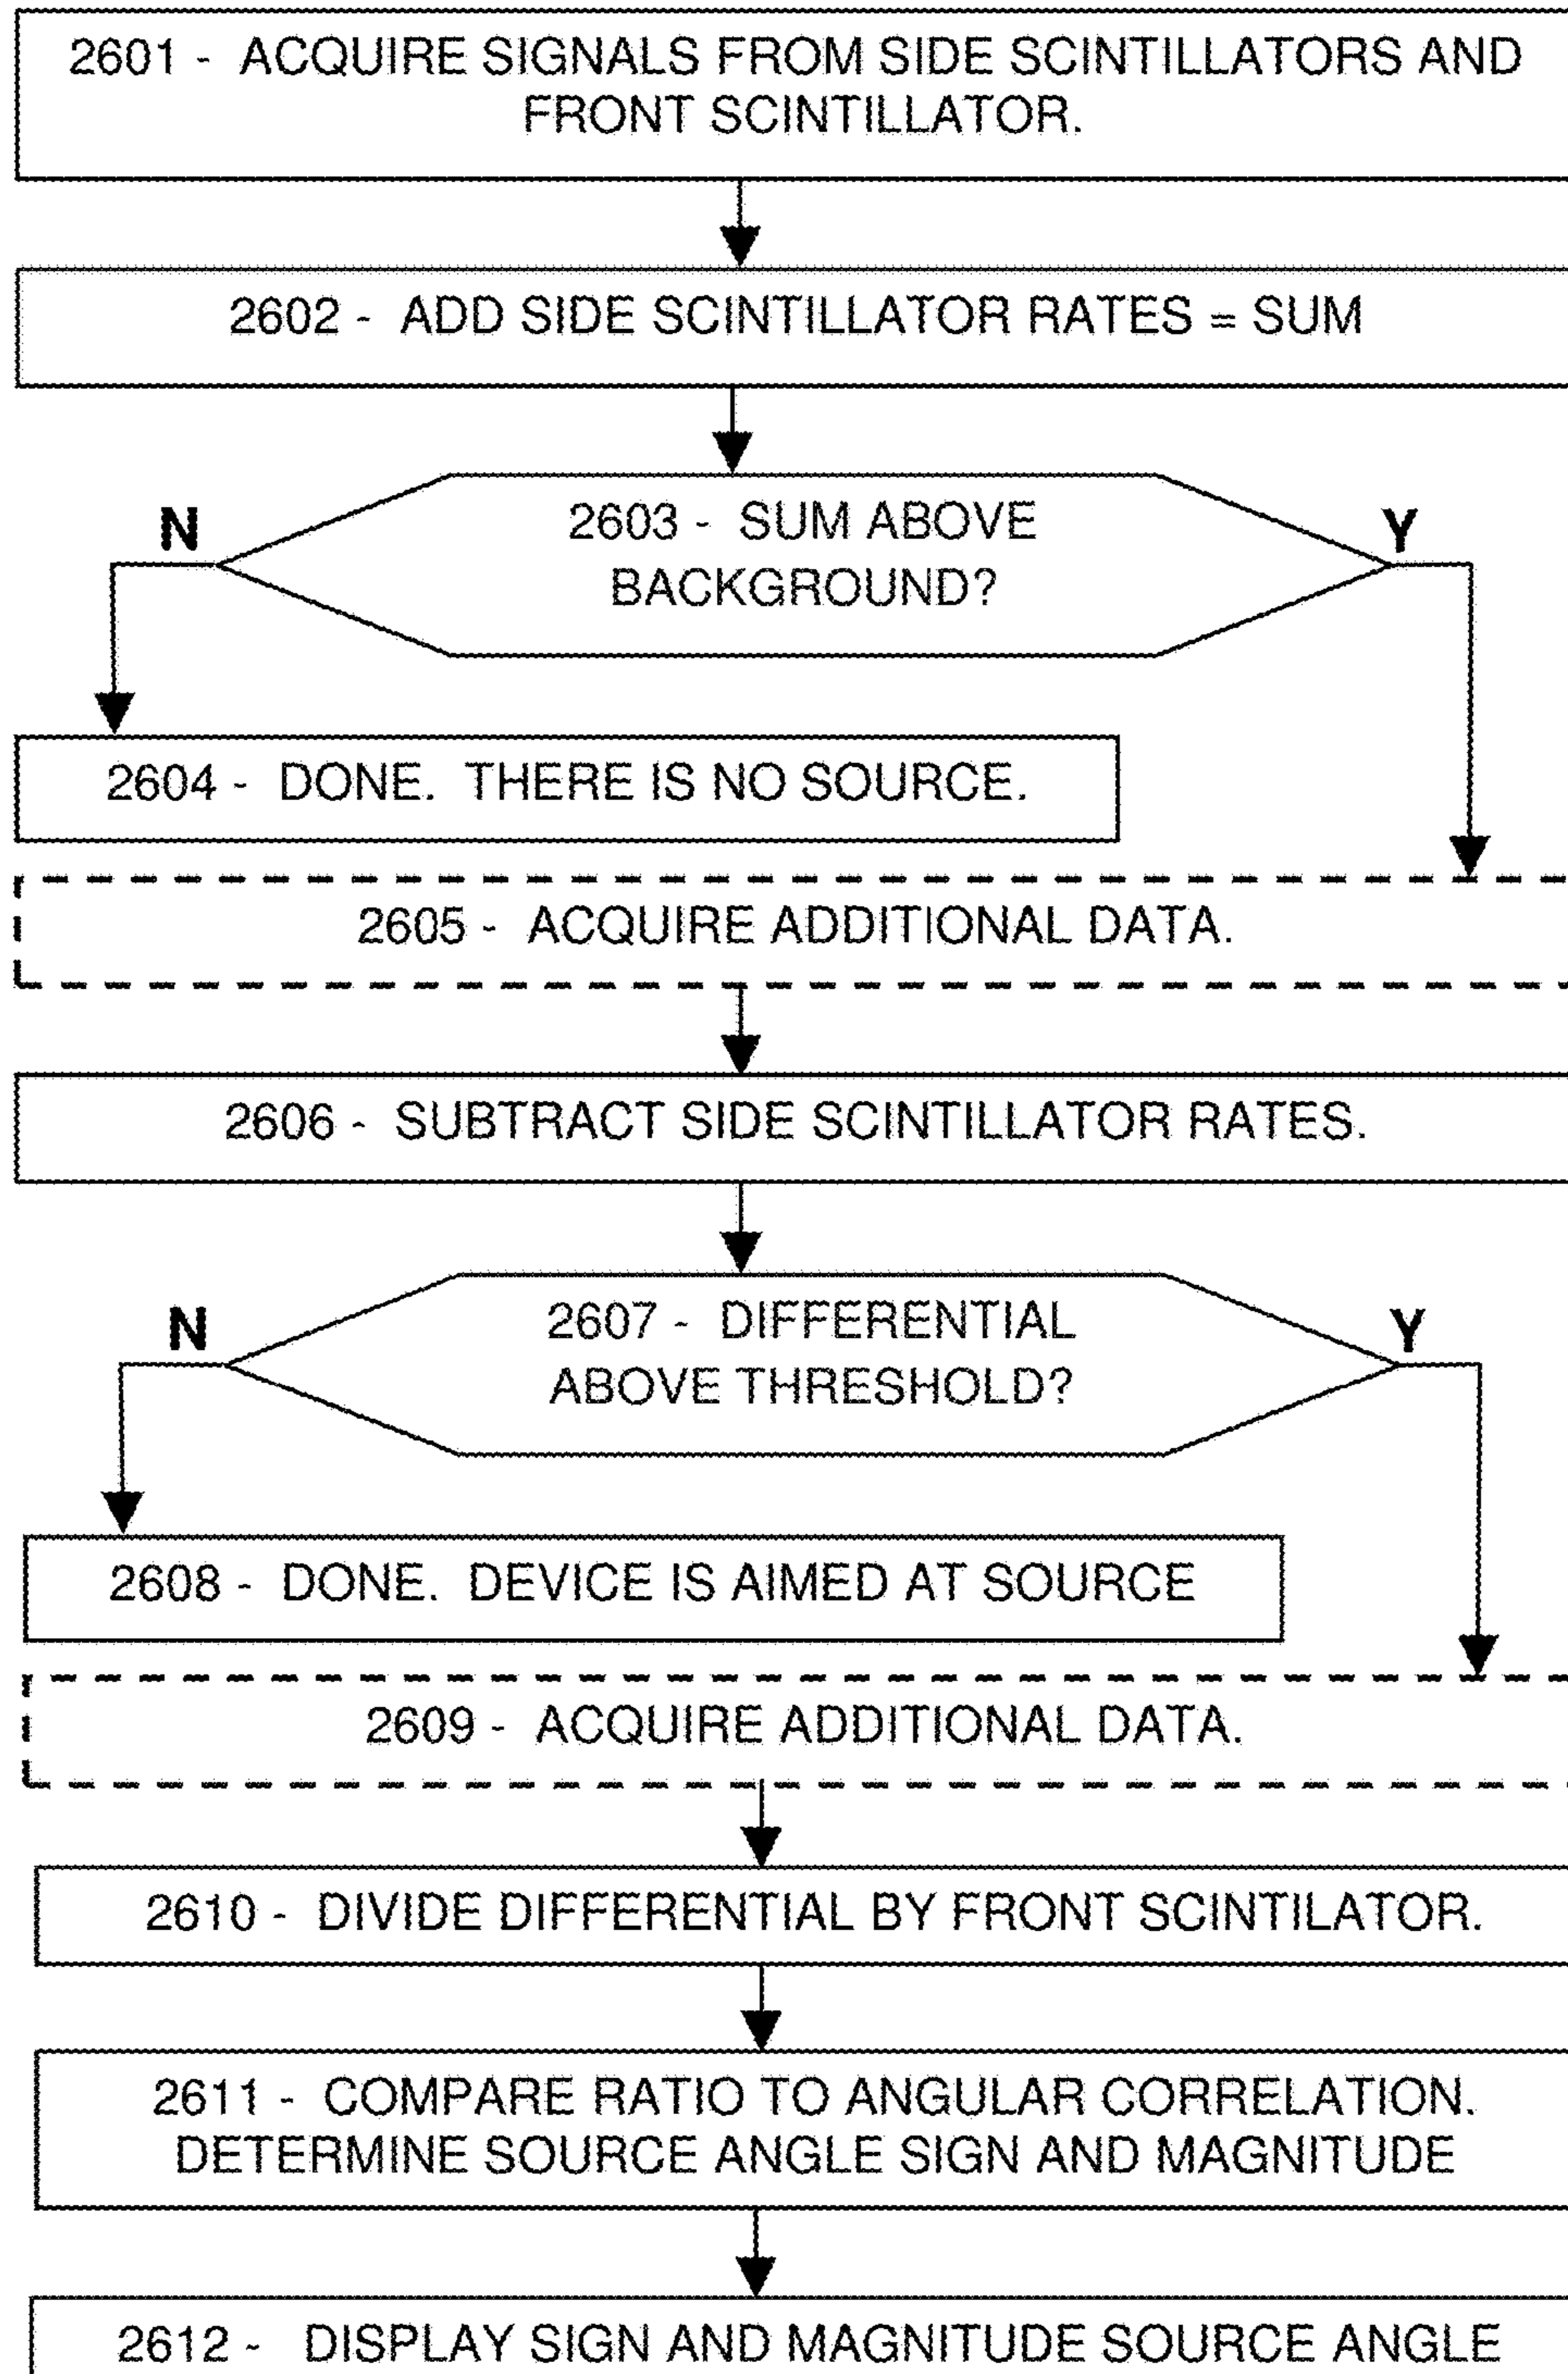 2601 - ACQUIRE SIGNALS FROM SIDE SCINTILLATORS AND
FRONT SCINTILLATOR.
2602 - ADD SIDE SCINTILLATOR RATES = SUM
2603 - SUM ABOVE
BACKGROUND?
N
Y
2604 - DONE. THERE IS NO SOURCE.
2605 - ACQUIRE ADDITIONAL DATA.
2606 - SUBTRACT SIDE SCINTILLATOR RATES.
2607 - DIFFERENTIAL
ABOVE THRESHOLD?
N
Y
2608 - DONE. DEVICE IS AIMED AT SOURCE
2609 - ACQUIRE ADDITIONAL DATA.
2610 - DIVIDE DIFFERENTIAL BY FRONT SCINTILATOR.
2611 - COMPARE RATIO TO ANGULAR CORRELATION.
DETERMINE SOURCE ANGLE SIGN AND MAGNITUDE
2612 - DISPLAY SIGN AND MAGNITUDE SOURCE ANGLE